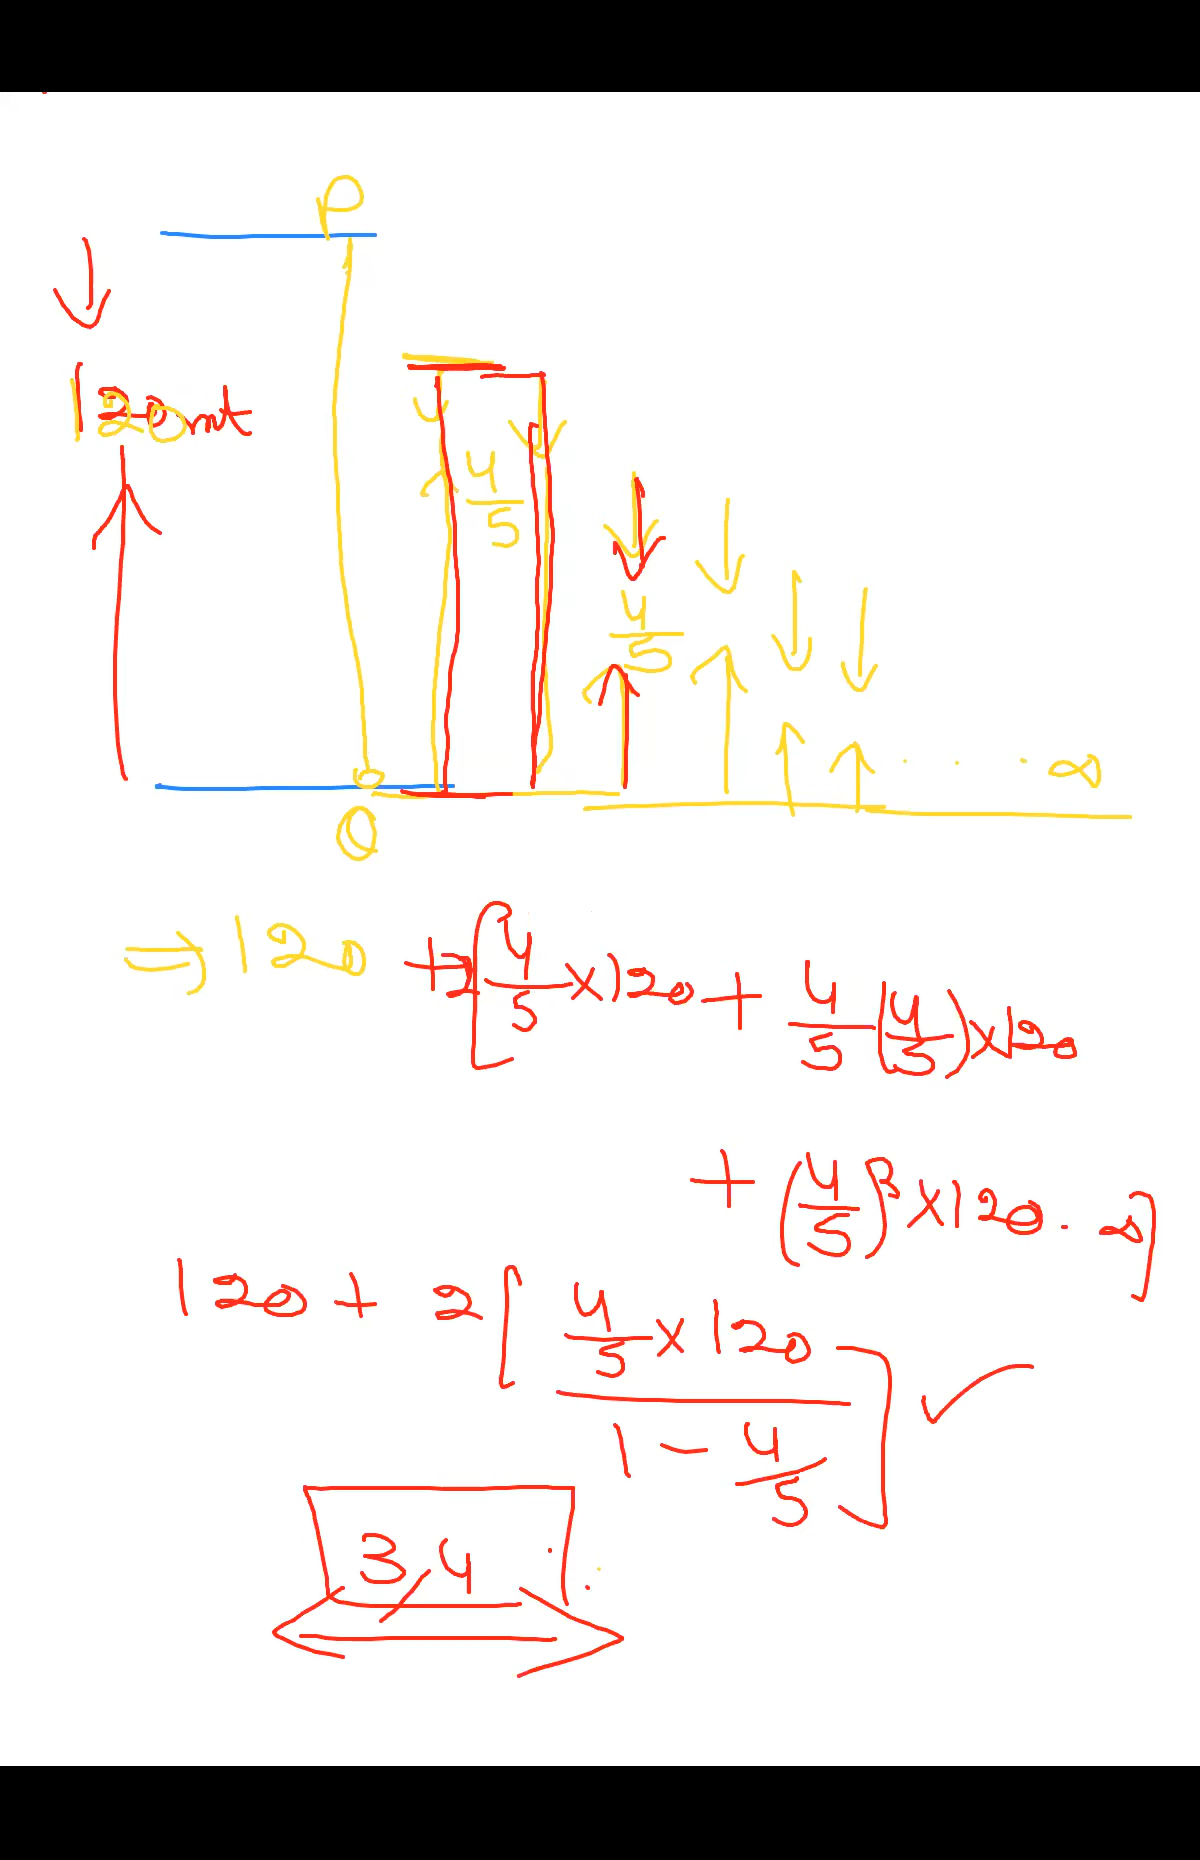 P
120mt
4/5
4/5
. . . ∞
Q
⇒ 120 + 2[4/5 × 120 + 4/5(4/5) × 120
+ (4/5)³ × 120 . ∞]
120 + 2[(4/5 × 120)/(1 - 4/5)] ✓
3,4